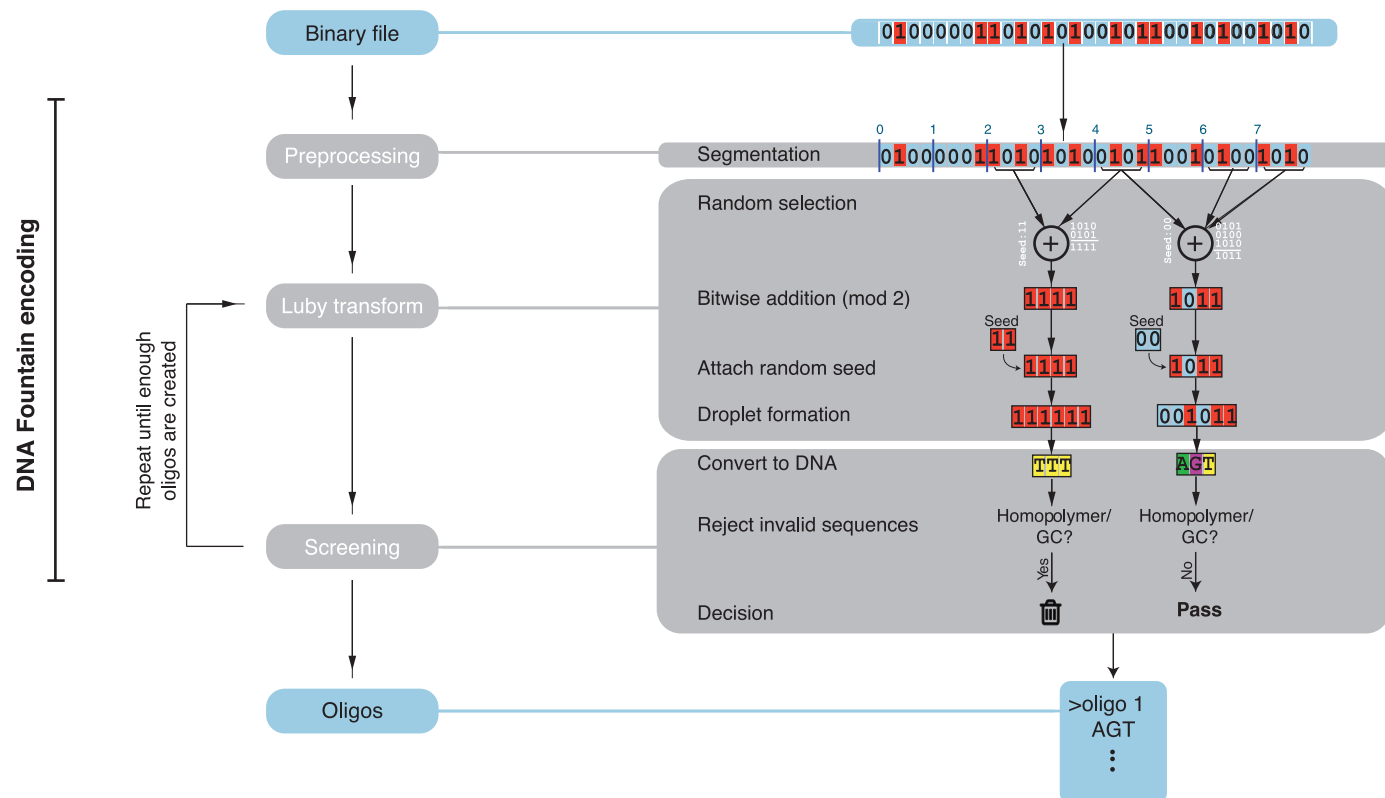 Binary file
01000001101010100101100101001010
0 1 2 3 4 5 6 7
Preprocessing
Segmentation
01000001101010100101100101001010
Random selection
Seed:11
1010
0101
1111
Seed:00
0101
0100
1010
1011
DNA Fountain encoding
Repeat until enough
oligos are created
Luby transform
Bitwise addition (mod 2)
1111
1011
Seed
11
Seed
00
Attach random seed
1111
1011
Droplet formation
111111
001011
Convert to DNA
TTT
AGT
Screening
Reject invalid sequences
Homopolymer/
GC?
Homopolymer/
GC?
Yes
No
Decision
Pass
Oligos
>oligo 1
AGT
⋮